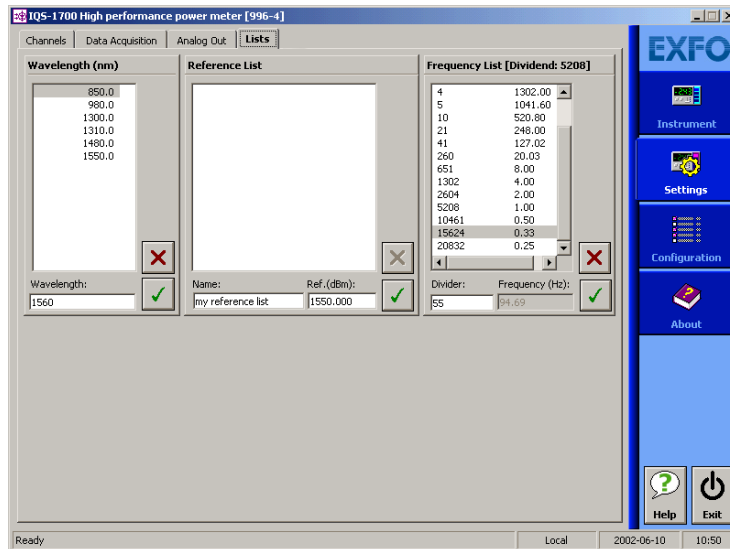 IQS-1700 High performance power meter [996-4]
Channels Data Acquisition Analog Out Lists
EXFO
Wavelength (nm)
850.0
980.0
1300.0
1310.0
1480.0
1550.0
Wavelength:
1560
Reference List
Name: Ref.(dBm):
my reference list 1550.000
Frequency List [Dividend: 5208]
4 1302.00
5 1041.60
10 520.80
21 248.00
41 127.02
260 20.03
651 8.00
1302 4.00
2604 2.00
5208 1.00
10461 0.50
15624 0.33
20832 0.25
Divider: Frequency (Hz):
55 94.69
Instrument
Settings
Configuration
About
Help Exit
Ready Local 2002-06-10 10:50